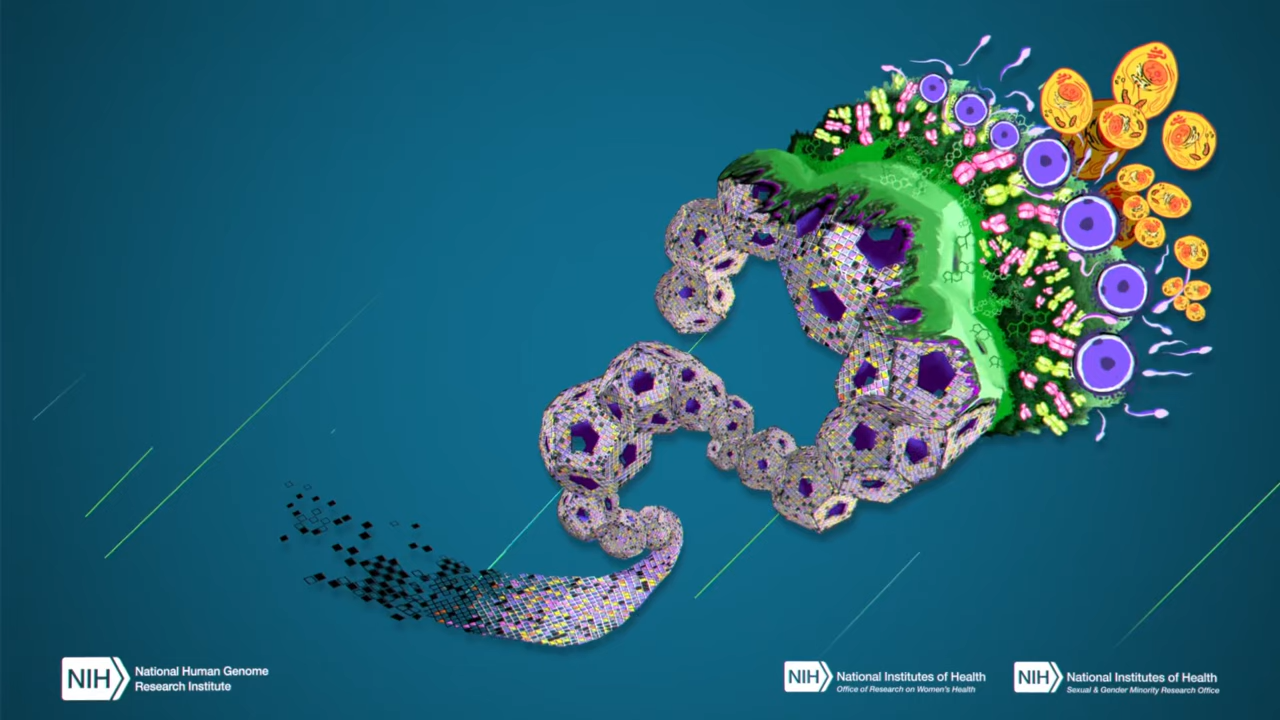 NIH
National Human Genome
Research Institute
NIH
National Institutes of Health
Office of Research on Women's Health
NIH
National Institutes of Health
Sexual & Gender Minority Research Office